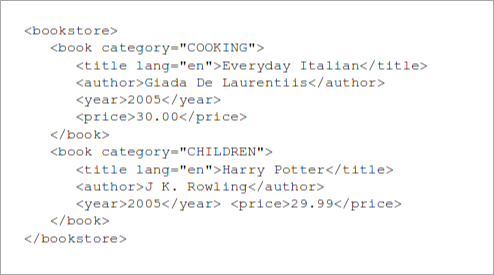 <bookstore>
<book category="COOKING">
<title lang="en">Everyday Italian</title>
<author>Giada De Laurentiis</author>
<year>2005</year>
<price>30.00</price>
</book>
<book category="CHILDREN">
<title lang="en">Harry Potter</title>
<author>J K. Rowling</author>
<year>2005</year> <price>29.99</price>
</book>
</bookstore>